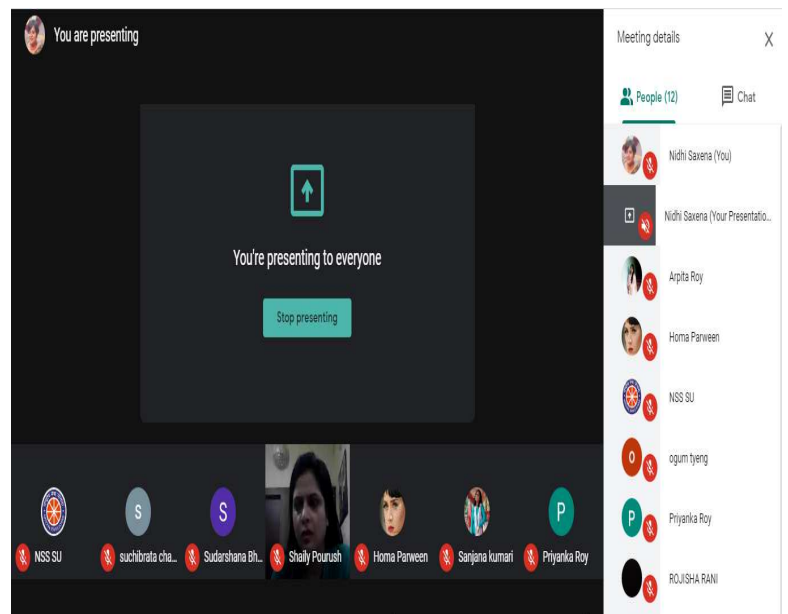 You are presenting
You're presenting to everyone
Stop presenting
NSS SU
S
suchibrata cha...
S
Sudarshana Bh...
Shaily Pourush
Homa Parween
Sanjana kumari
P
Priyanka Roy
Meeting details
X
People (12)
Chat
Nidhi Saxena (You)
Nidhi Saxena (Your Presentatio...
Arpita Roy
Homa Parween
NSS SU
o
ogum tyeng
P
Priyanka Roy
ROJISHA RANI